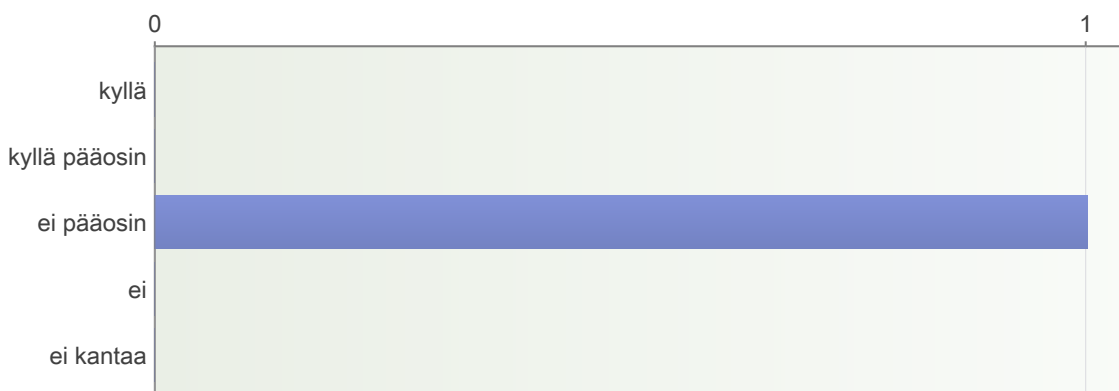 0 1
kyllä
kyllä pääosin
ei pääosin
ei
ei kantaa